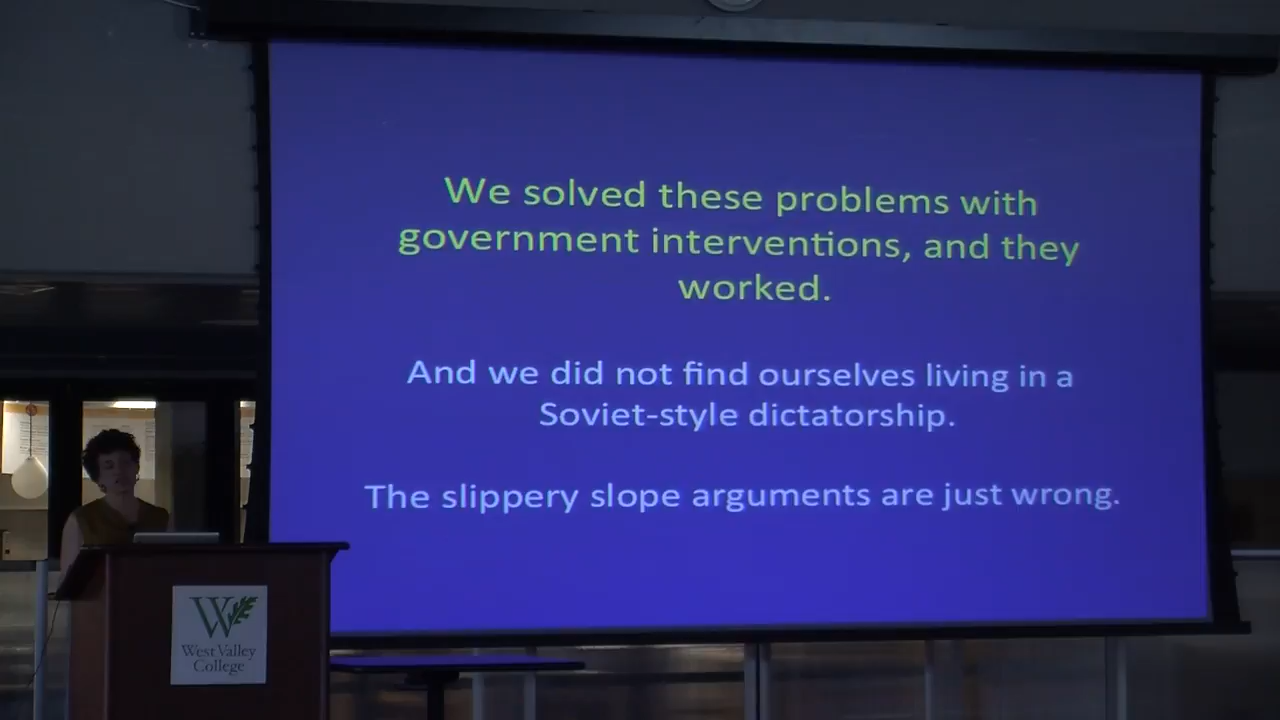 We solved these problems with
government interventions, and they
worked.
And we did not find ourselves living in a
Soviet-style dictatorship.
The slippery slope arguments are just wrong.
W
West Valley
College